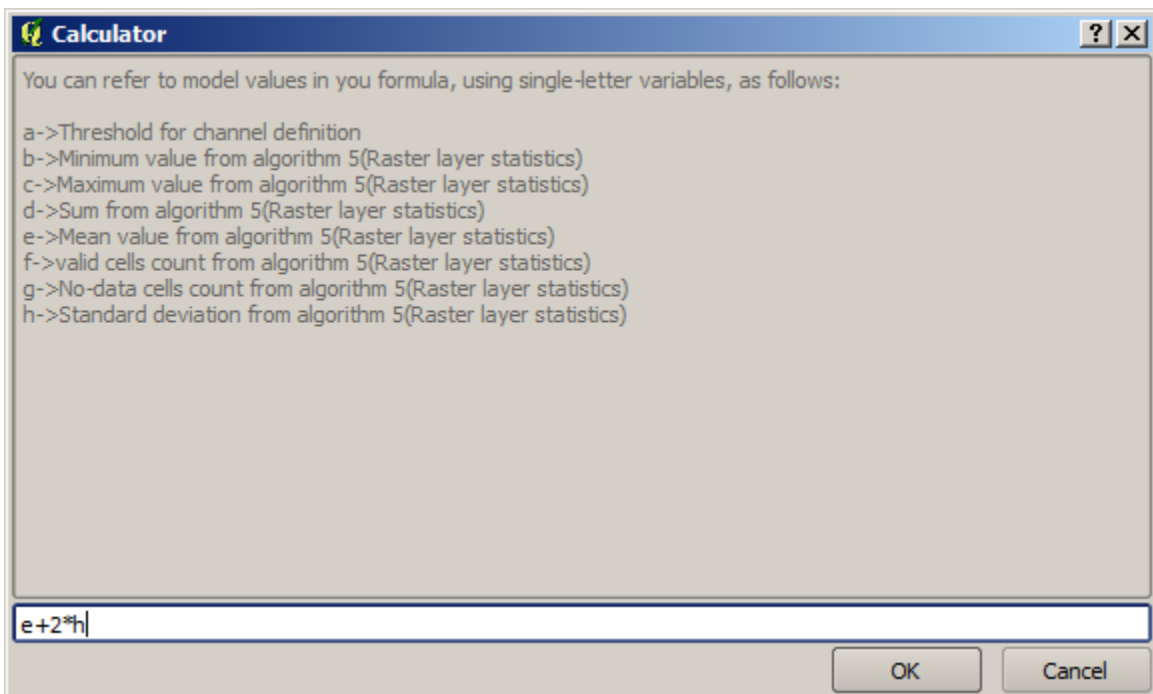 Calculator
You can refer to model values in you formula, using single-letter variables, as follows:
a->Threshold for channel definition
b->Minimum value from algorithm 5(Raster layer statistics)
c->Maximum value from algorithm 5(Raster layer statistics)
d->Sum from algorithm 5(Raster layer statistics)
e->Mean value from algorithm 5(Raster layer statistics)
f->valid cells count from algorithm 5(Raster layer statistics)
g->No-data cells count from algorithm 5(Raster layer statistics)
h->Standard deviation from algorithm 5(Raster layer statistics)
e+2*h
OK Cancel